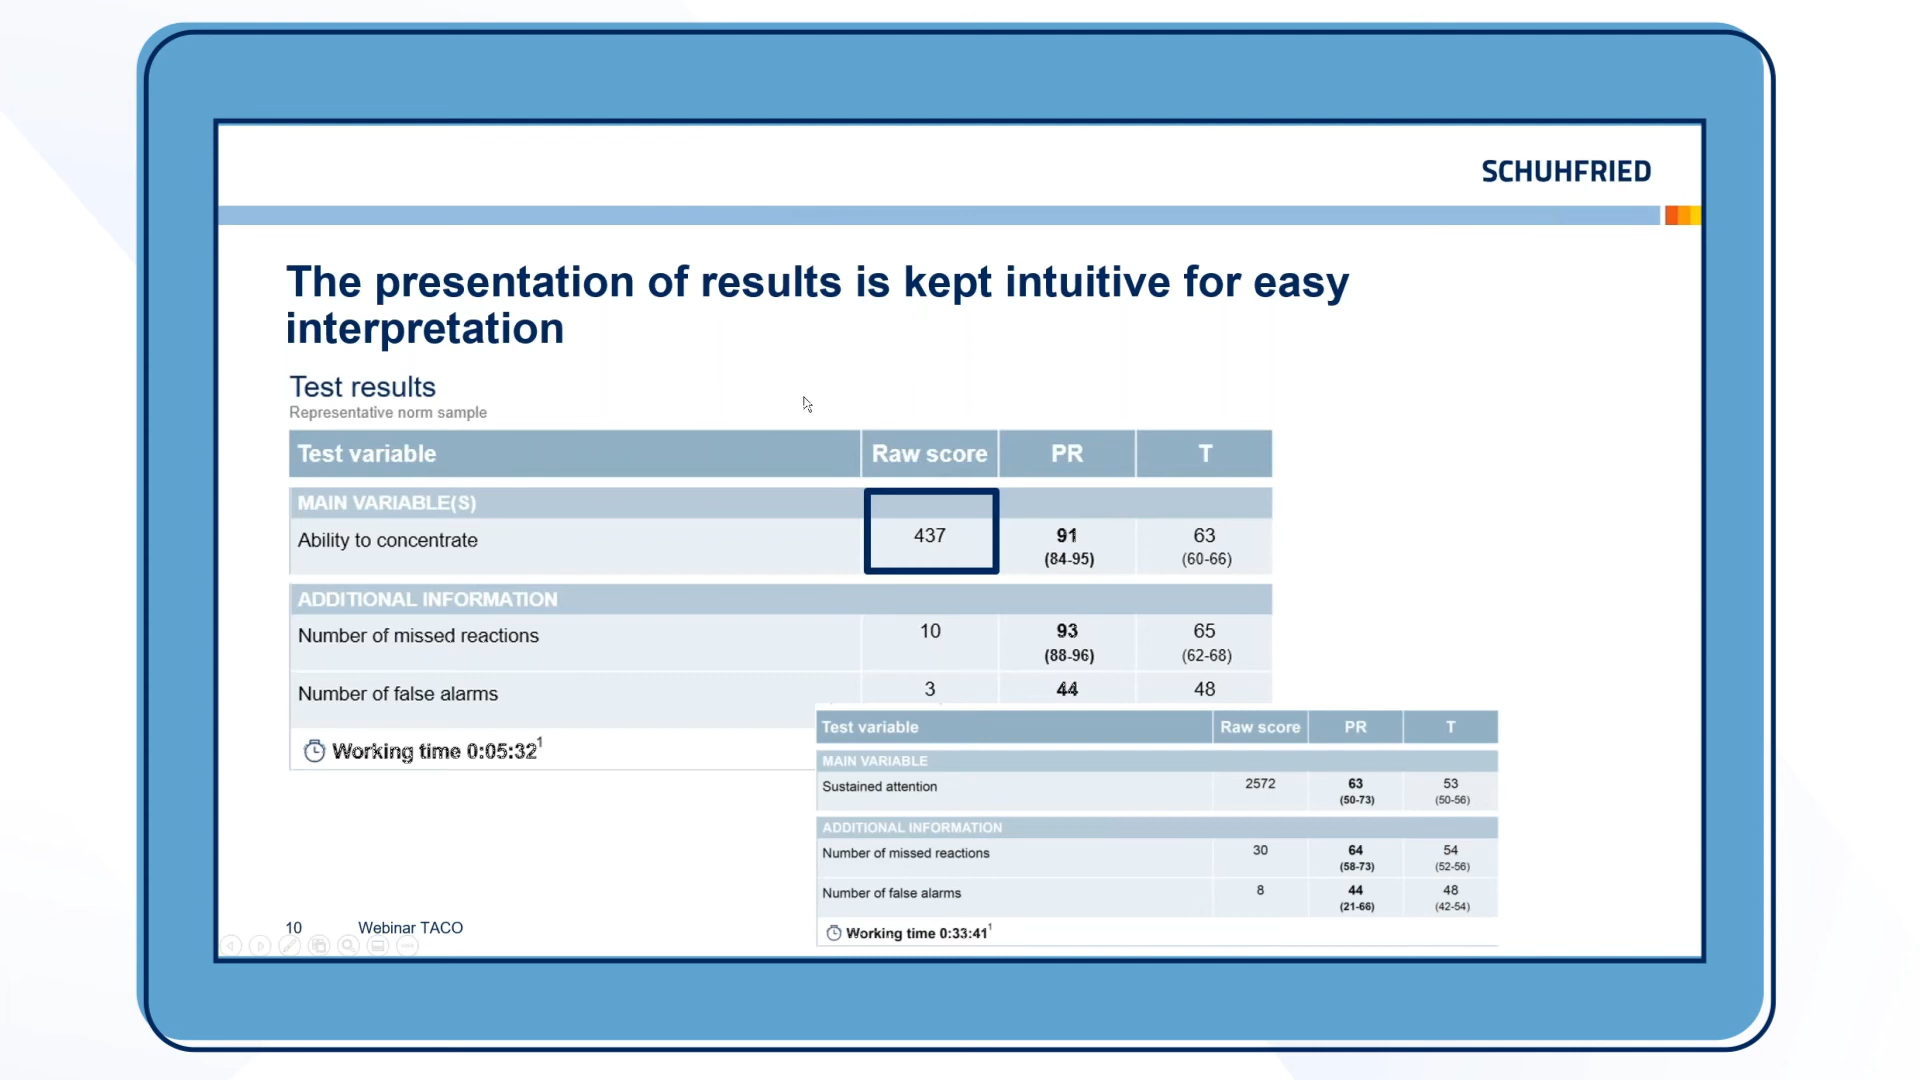 SCHUHFRIED
The presentation of results is kept intuitive for easy
interpretation
Test results
Representative norm sample
Test variable Raw score PR T
MAIN VARIABLE(S)
Ability to concentrate 437 91 63
(84-95) (60-66)
ADDITIONAL INFORMATION
Number of missed reactions 10 93 65
(88-96) (62-68)
Number of false alarms 3 44 48
Working time 0:05:32¹
Test variable Raw score PR T
MAIN VARIABLE
Sustained attention 2572 63 53
(50-73) (50-56)
ADDITIONAL INFORMATION
Number of missed reactions 30 64 54
(58-73) (52-56)
Number of false alarms 8 44 48
(21-66) (42-54)
Working time 0:33:41¹
10 Webinar TACO